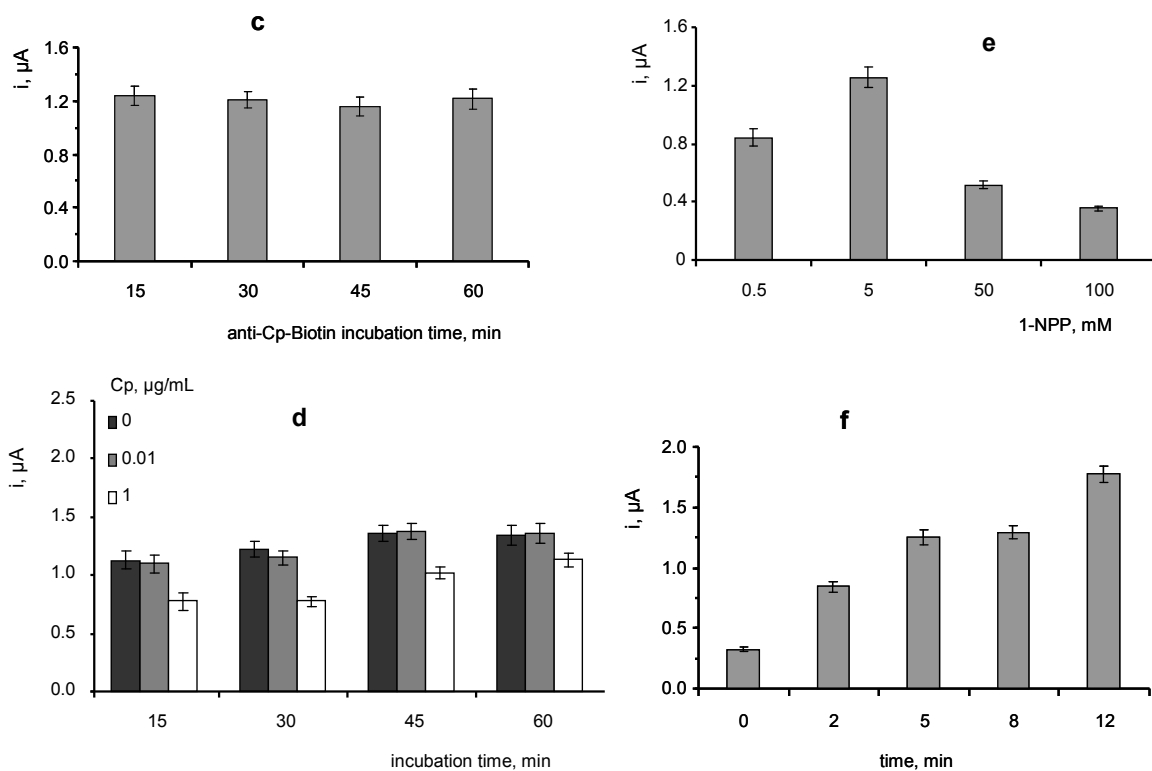 c
i, µA
1.6
1.2
0.8
0.4
0.0
15 30 45 60
anti-Cp-Biotin incubation time, min
e
i, µA
1.6
1.2
0.8
0.4
0
0.5 5 50 100
1-NPP, mM
d
Cp, µg/mL
0
0.01
1
i, µA
2.5
2.0
1.5
1.0
0.5
0.0
15 30 45 60
incubation time, min
f
i, µA
2.0
1.5
1.0
0.5
0.0
0 2 5 8 12
time, min